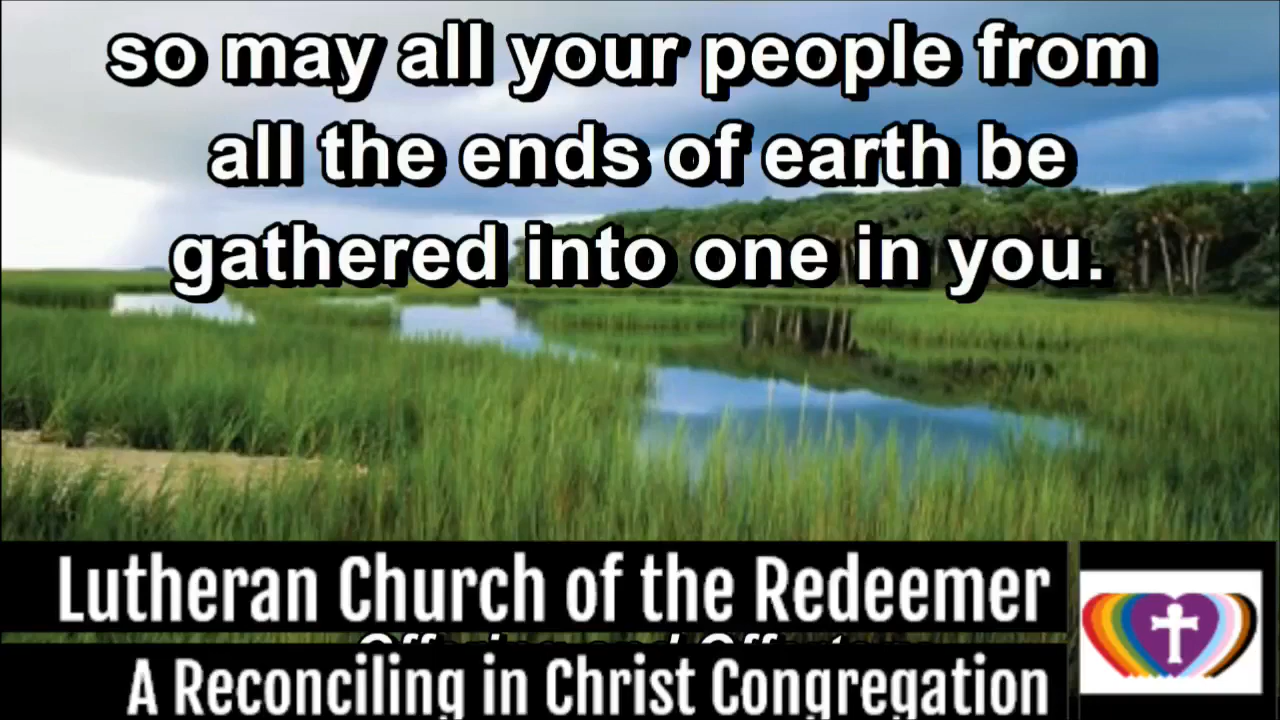 so may all your people from
all the ends of earth be
gathered into one in you.
Lutheran Church of the Redeemer
A Reconciling in Christ Congregation